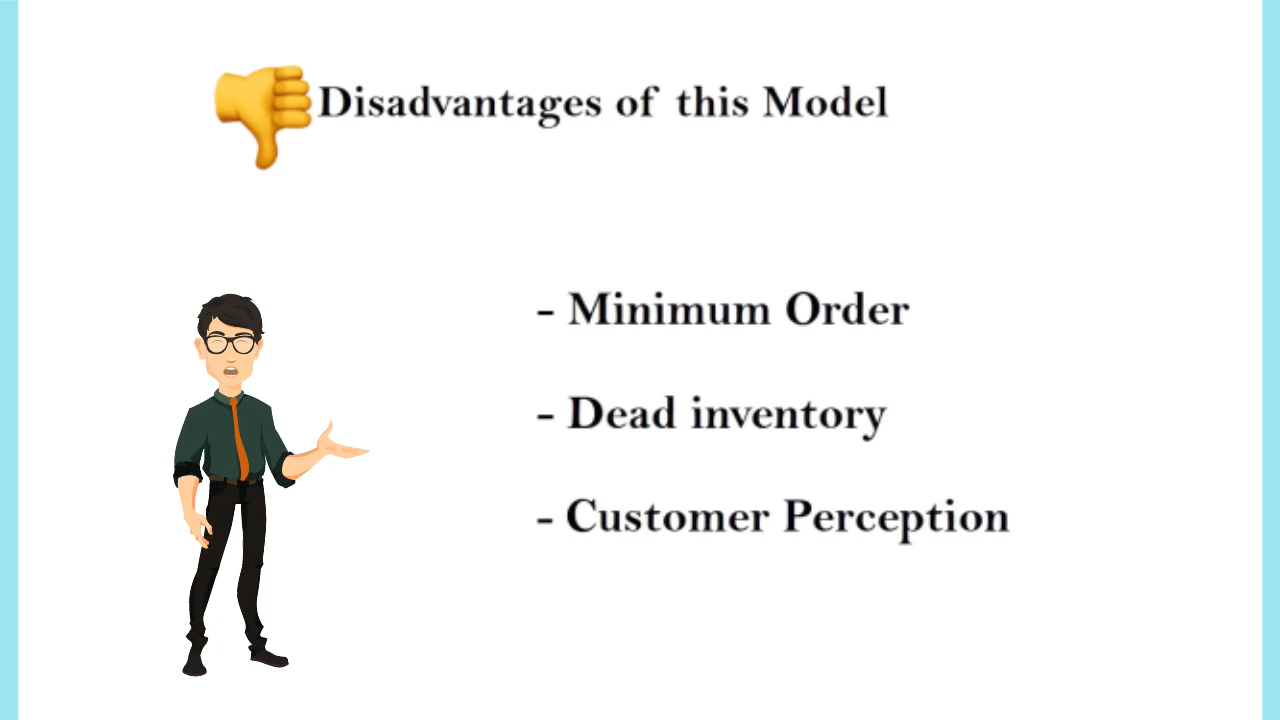 Disadvantages of this Model
- Minimum Order
- Dead inventory
- Customer Perception